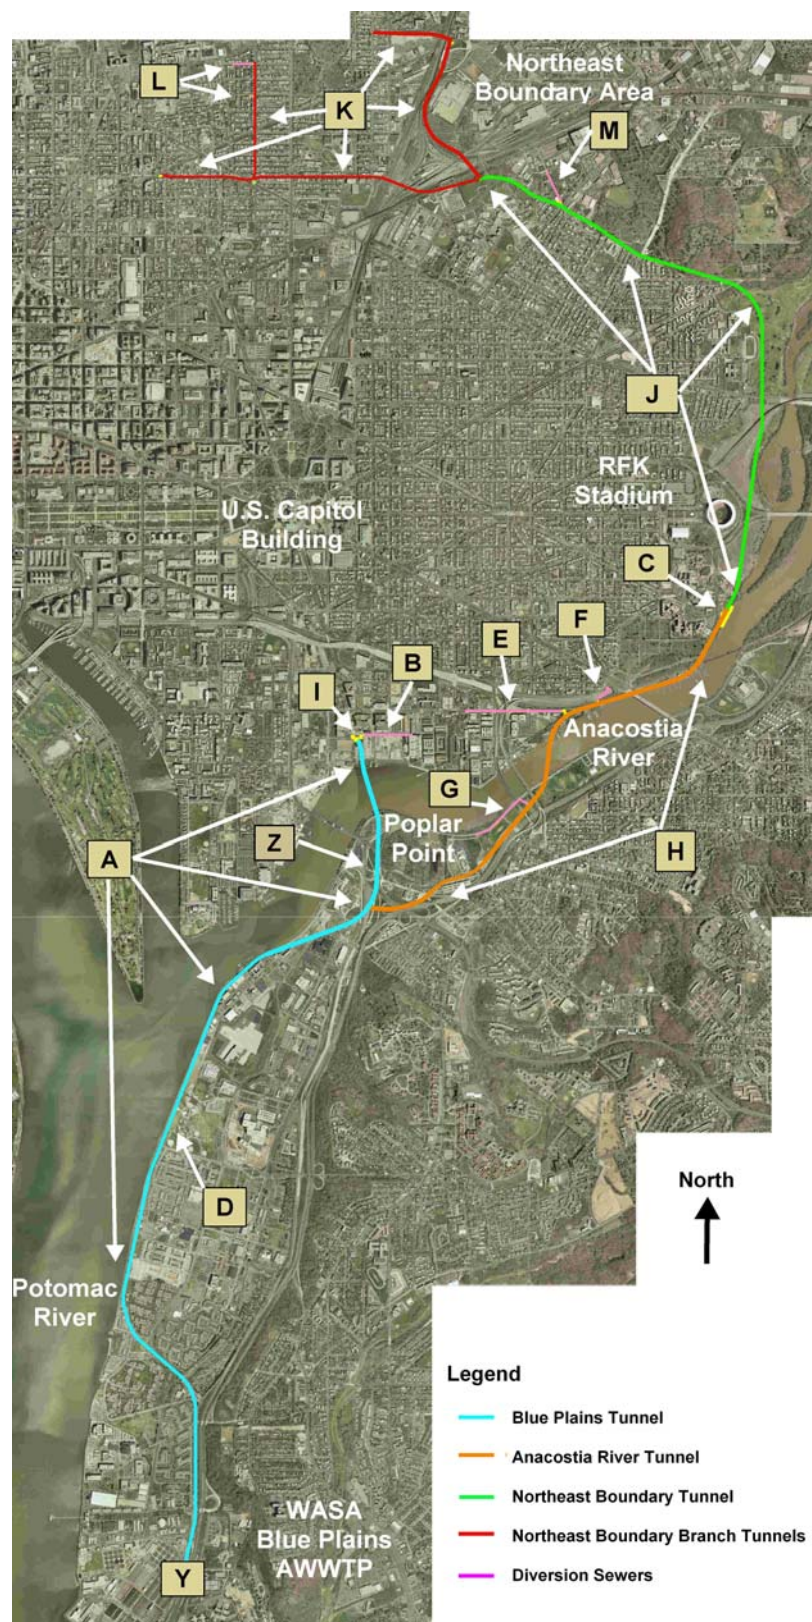 Northeast
Boundary Area
L
K
M
J
RFK
Stadium
U.S. Capitol
Building
C
F
E
B
I
Anacostia
River
G
Poplar
Point
Z
A
H
D
North
Potomac
River
Legend
Blue Plains Tunnel
Anacostia River Tunnel
Northeast Boundary Tunnel
Northeast Boundary Branch Tunnels
Diversion Sewers
WASA
Blue Plains
AWWTP
Y